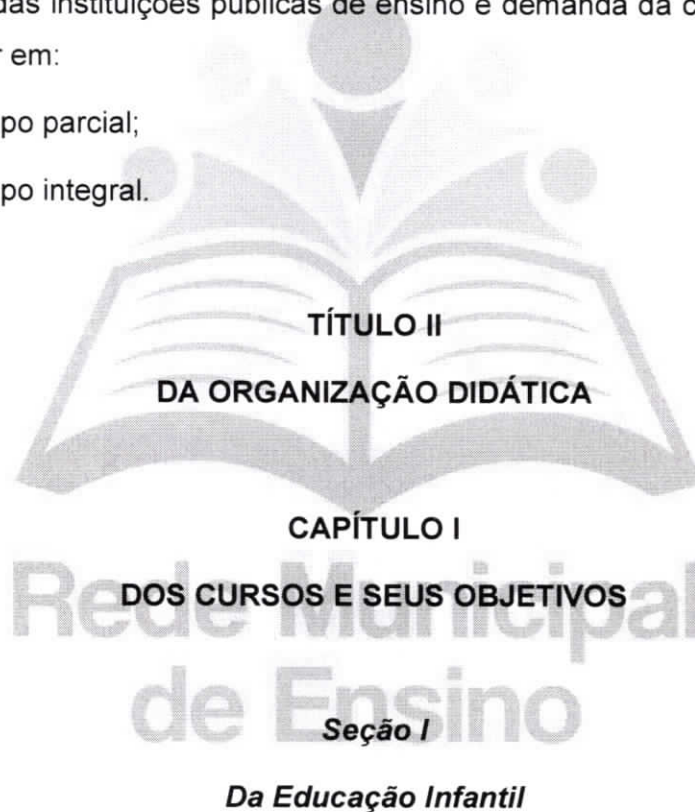 das instituições públicas de ensino e demanda da c
r em:
po parcial;
po integral.
TÍTULO II
DA ORGANIZAÇÃO DIDÁTICA
CAPÍTULO I
DOS CURSOS E SEUS OBJETIVOS
Rede Municipal
de Ensino
Seção I
Da Educação Infantil